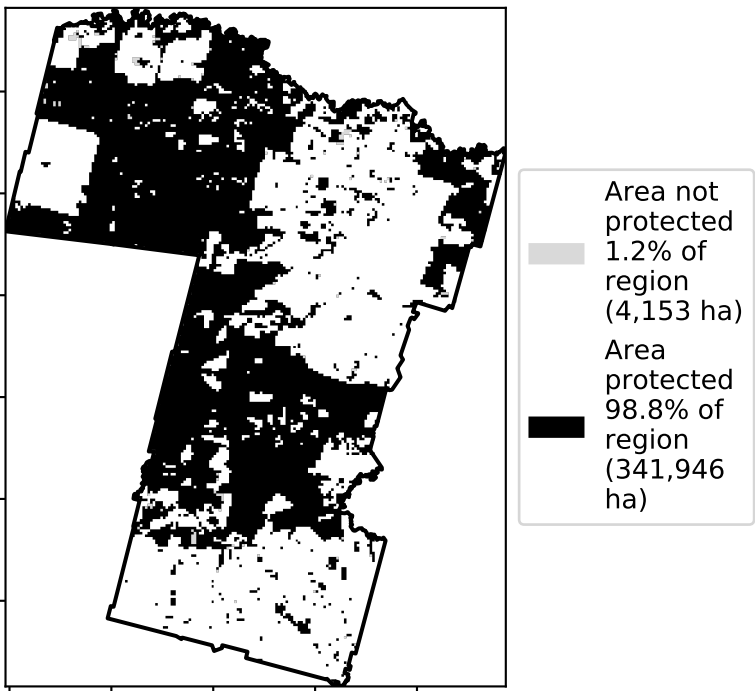 Area not
protected
1.2% of
region
(4,153 ha)
Area
protected
98.8% of
region
(341,946
ha)